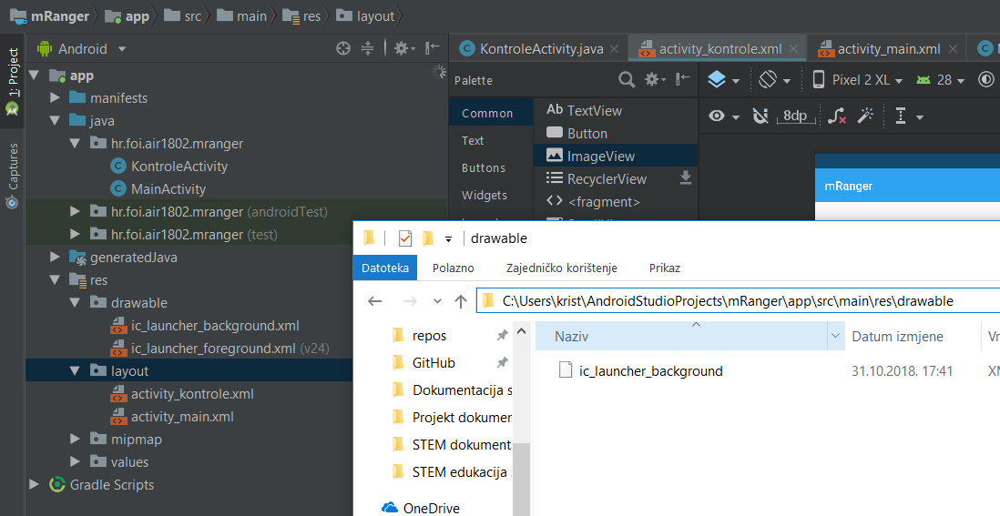 mRanger app src main res layout
Android
KontroleActivity.java activity_kontrole.xml activity_main.xml
1: Project
Captures
app
manifests
java
hr.foi.air1802.mranger
KontroleActivity
MainActivity
hr.foi.air1802.mranger (androidTest)
hr.foi.air1802.mranger (test)
generatedJava
res
drawable
ic_launcher_background.xml
ic_launcher_foreground.xml (v24)
layout
activity_kontrole.xml
activity_main.xml
mipmap
values
Gradle Scripts
Palette
Common
Text
Buttons
Widgets
Ab TextView
Button
ImageView
RecyclerView
<fragment>
Pixel 2 XL 28
8dp
mRanger
drawable
Datoteka Polazno Zajedničko korištenje Prikaz
C:\Users\krist\AndroidStudioProjects\mRanger\app\src\main\res\drawable
repos
GitHub
Dokumentacija s
Projekt dokumen
STEM dokument
STEM edukacija
OneDrive
Naziv Datum izmjene Vr
ic_launcher_background 31.10.2018. 17:41 XM